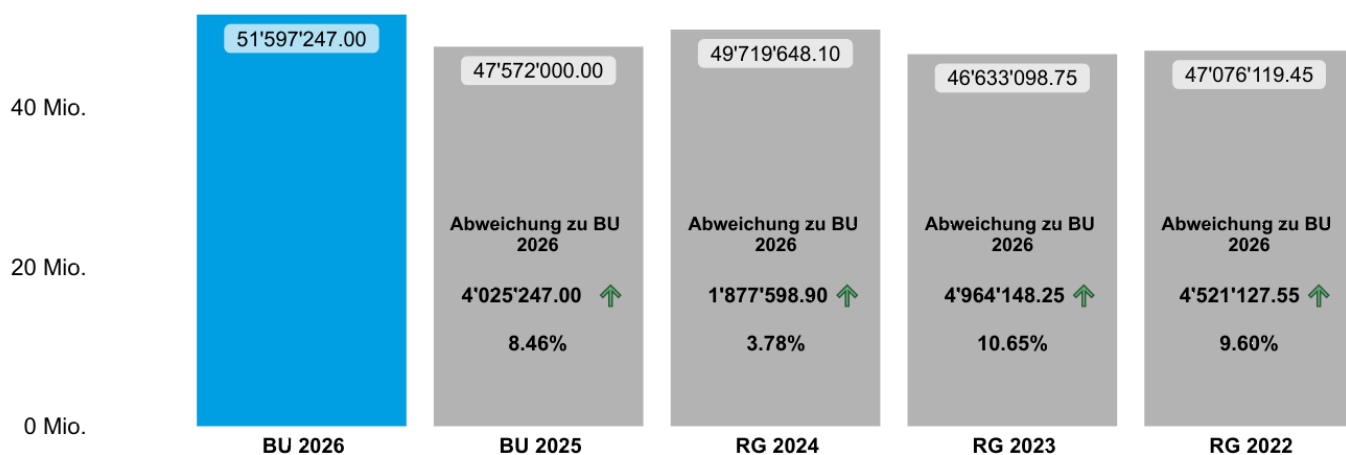 51'597'247.00
47'572'000.00
49'719'648.10
46'633'098.75
47'076'119.45
40 Mio.
20 Mio.
0 Mio.
Abweichung zu BU
2026
4'025'247.00
8.46%
Abweichung zu BU
2026
1'877'598.90
3.78%
Abweichung zu BU
2026
4'964'148.25
10.65%
Abweichung zu BU
2026
4'521'127.55
9.60%
BU 2026
BU 2025
RG 2024
RG 2023
RG 2022